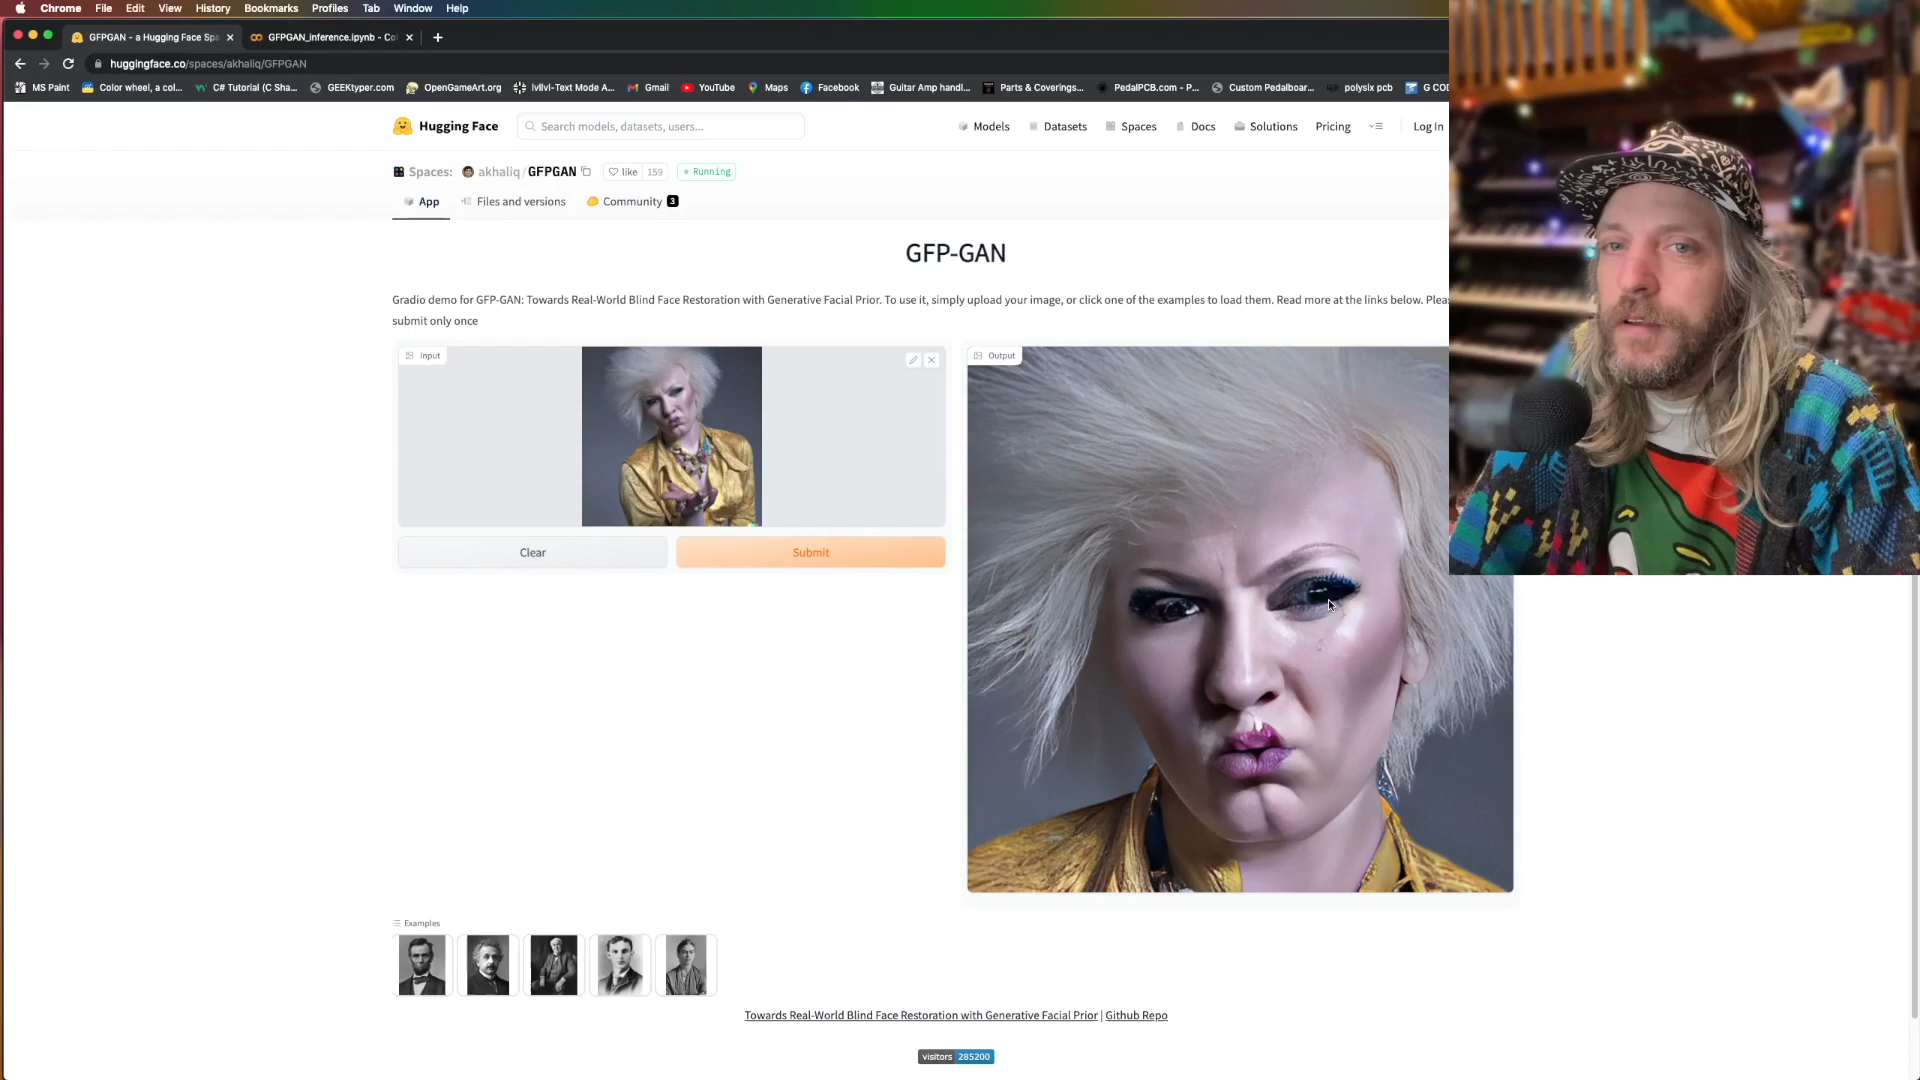 Chrome File Edit View History Bookmarks Profiles Tab Window Help
GFPGAN - a Hugging Face Spa
GFPGAN_inference.ipynb - Co
huggingface.co/spaces/akhaliq/GFPGAN
MS Paint Color wheel, a col... C# Tutorial (C Sha... GEEKtyper.com OpenGameArt.org lvllvl-Text Mode A... Gmail YouTube Maps Facebook Guitar Amp handl... Parts & Coverings... PedalPCB.com - P... Custom Pedalboar... polysix pcb G COD
Hugging Face Search models, datasets, users... Models Datasets Spaces Docs Solutions Pricing Log In
Spaces: akhaliq/GFPGAN like 159 Running
App Files and versions Community 3
GFP-GAN
Gradio demo for GFP-GAN: Towards Real-World Blind Face Restoration with Generative Facial Prior. To use it, simply upload your image, or click one of the examples to load them. Read more at the links below. Plea
submit only once
Input
Output
Clear Submit
Examples
Towards Real-World Blind Face Restoration with Generative Facial Prior | Github Repo
visitors 285200